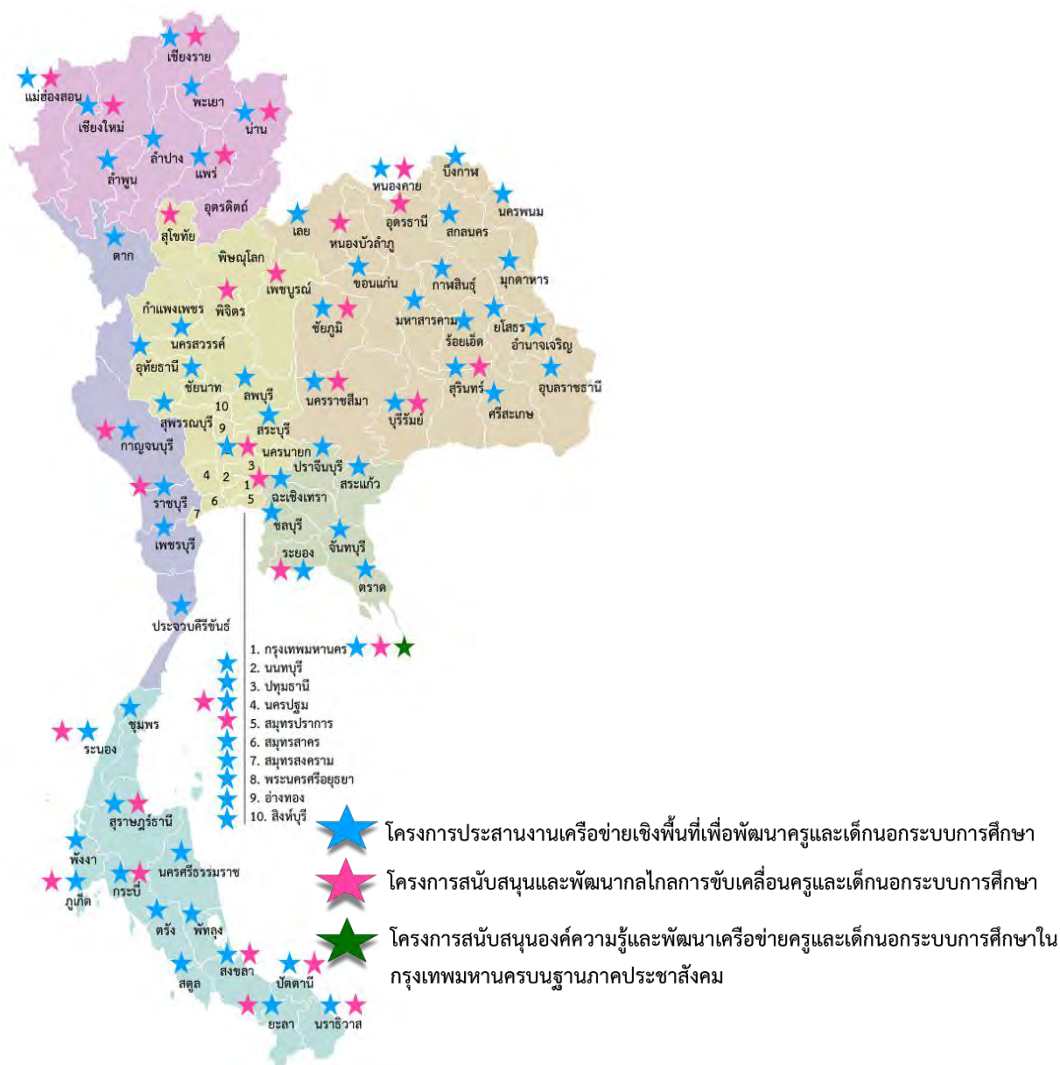 เชียงราย
แม่ฮ่องสอน
พะเยา
เชียงใหม่
น่าน
ลำปาง
ลำพูน
แพร่
อุตรดิตถ์
สุโขทัย
ตาก
บึงกาฬ
หนองคาย
นครพนม
อุดรธานี
เลย
สกลนคร
หนองบัวลำภู
พิษณุโลก
มุกดาหาร
ขอนแก่น
กาฬสินธุ์
เพชบูรณ์
กำแพงเพชร
พิจิตร
มหาสารคาม
ยโสธร
ชัยภูมิ
ร้อยเอ็ด
อำนาจเจริญ
นครสวรรค์
อุทัยธานี
ชัยนาท
ลพบุรี
นครราชสีมา
สุรินทร์
อุบลราชธานี
บุรีรัมย์
ศรีสะเกษ
10
สุพรรณบุรี
สระบุรี
9
กาญจนบุรี
นครนายก
3
ปราจีนบุรี
สระแก้ว
4
2
1
ฉะเชิงเทรา
ราชบุรี
6
5
7
ชลบุรี
เพชรบุรี
จันทบุรี
ระยอง
ตราด
ประจวบคีรีขันธ์
1. กรุงเทพมหานคร
2. นนทบุรี
3. ปทุมธานี
4. นครปฐม
5. สมุทรปราการ
6. สมุทรสาคร
7. สมุทรสงคราม
8. พระนครศรีอยุธยา
9. อ่างทอง
10. สิงห์บุรี
ชุมพร
ระนอง
สุราษฎร์ธานี
พังงา
นครศรีธรรมราช
ภูเก็ต
กระบี่
ตรัง
พัทลุง
สงขลา
สตูล
ปัตตานี
ยะลา
นราธิวาส
โครงการประสานงานเครือข่ายเชิงพื้นที่เพื่อพัฒนาครูและเด็กนอกระบบการศึกษา
โครงการสนับสนุนและพัฒนากลไกลการขับเคลื่อนครูและเด็กนอกระบบการศึกษา
โครงการสนับสนุนองค์ความรู้และพัฒนาเครือข่ายครูและเด็กนอกระบบการศึกษาใน
กรุงเทพมหานครบนฐานภาคประชาสังคม